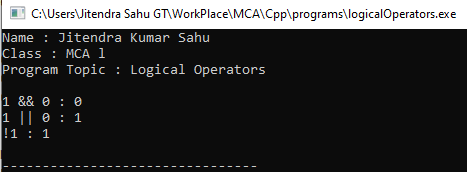 C:\Users\Jitendra Sahu GT\WorkPlace\MCA\Cpp\programs\logicalOperators.exe
Name : Jitendra Kumar Sahu
Class : MCA l
Program Topic : Logical Operators
1 && 0 : 0
1 || 0 : 1
!1 : 1
--------------------------------